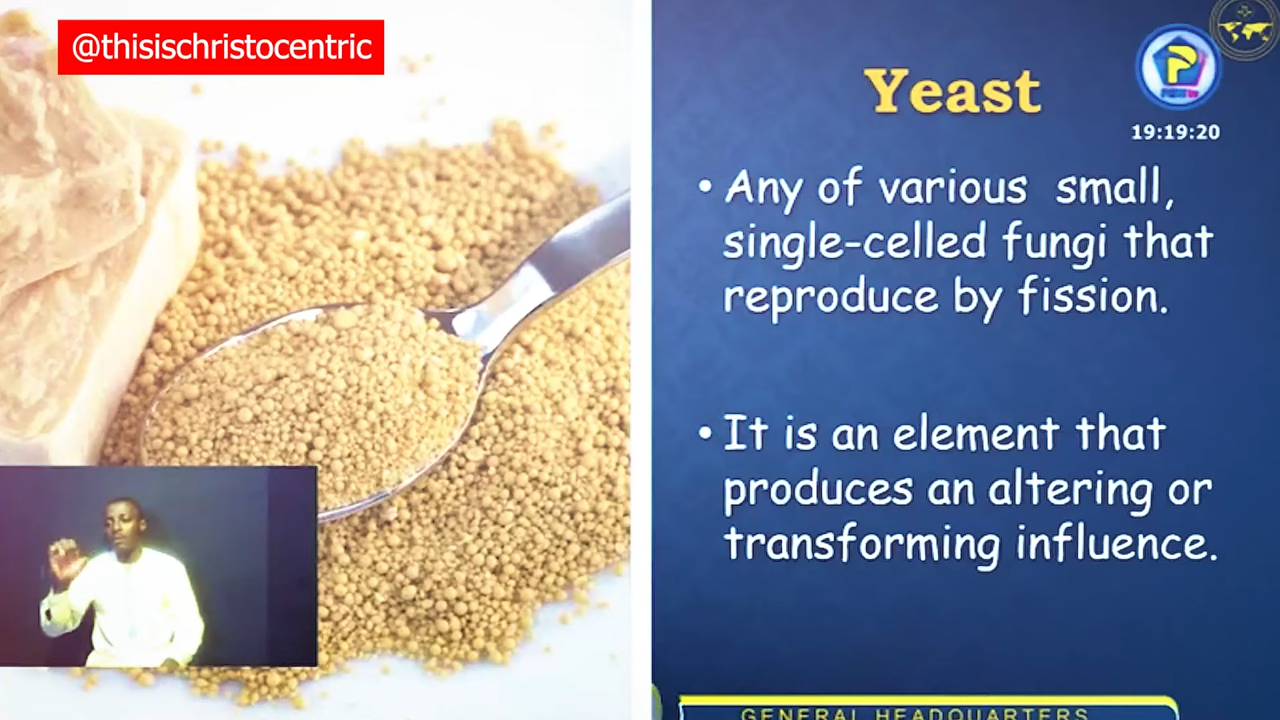 @thisischristocentric
Yeast
19:19:20
• Any of various small,
single-celled fungi that
reproduce by fission.
• It is an element that
produces an altering or
transforming influence.
GENERAL HEADQUARTERS